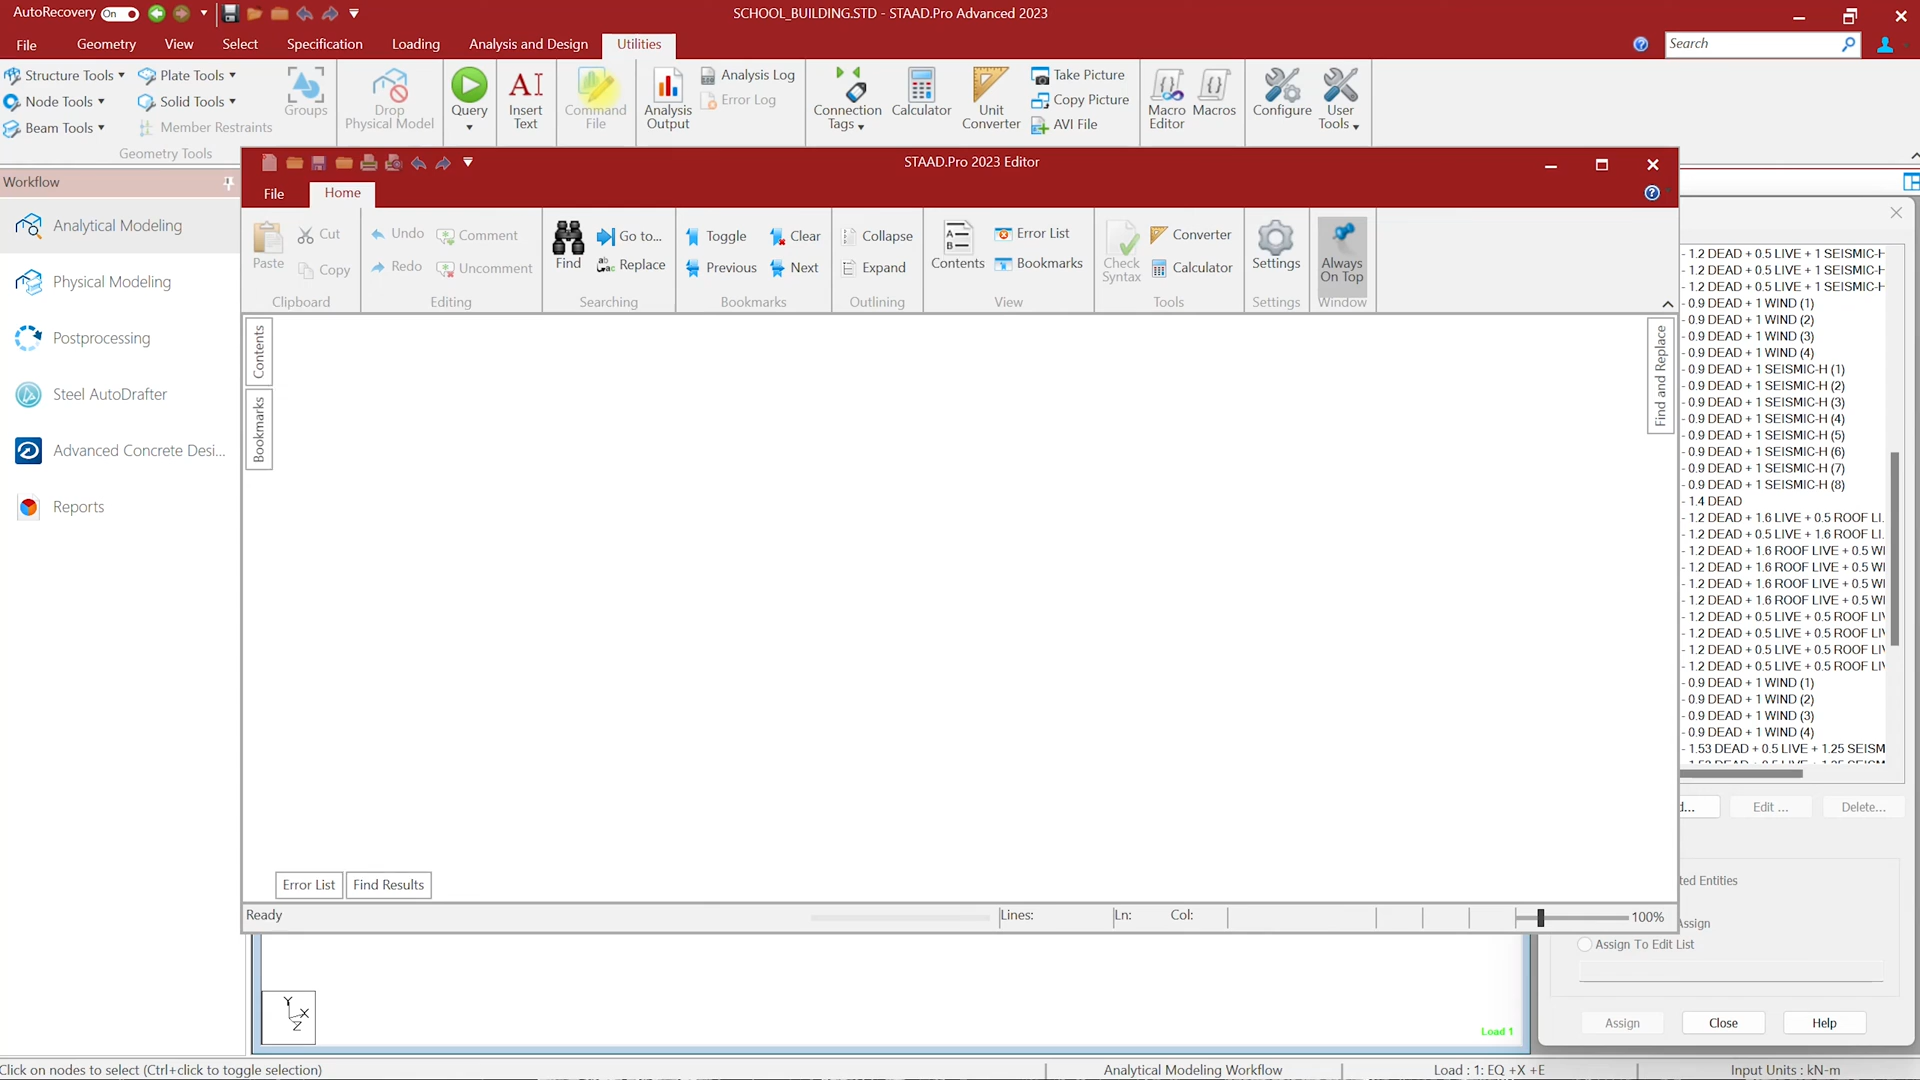 AutoRecovery On
SCHOOL_BUILDING.STD - STAAD.Pro Advanced 2023
File Geometry View Select Specification Loading Analysis and Design Utilities
Search
Structure Tools Plate Tools
Node Tools Solid Tools
Beam Tools Member Restraints
Geometry Tools
Groups
Drop Physical Model
Query
Insert Text
Command File
Analysis Output
Analysis Log
Error Log
Connection Tags
Calculator
Unit Converter
Take Picture
Copy Picture
AVI File
Macro Editor
Macros
Configure
User Tools
Workflow
Analytical Modeling
Physical Modeling
Postprocessing
Steel AutoDrafter
Advanced Concrete Desi...
Reports
STAAD.Pro 2023 Editor
File Home
Paste
Cut
Copy
Clipboard
Undo Comment
Redo Uncomment
Editing
Find
Go to...
Replace
Searching
Toggle Clear
Previous Next
Bookmarks
Collapse
Expand
Outlining
Contents
Error List
Bookmarks
View
Check Syntax
Converter
Calculator
Tools
Settings
Settings
Always On Top
Window
Contents
Bookmarks
Find and Replace
Error List Find Results
Ready
Lines:
Ln:
Col:
100%
- 1.2 DEAD + 0.5 LIVE + 1 SEISMIC-H
- 1.2 DEAD + 0.5 LIVE + 1 SEISMIC-H
- 1.2 DEAD + 0.5 LIVE + 1 SEISMIC-H
- 0.9 DEAD + 1 WIND (1)
- 0.9 DEAD + 1 WIND (2)
- 0.9 DEAD + 1 WIND (3)
- 0.9 DEAD + 1 WIND (4)
- 0.9 DEAD + 1 SEISMIC-H (1)
- 0.9 DEAD + 1 SEISMIC-H (2)
- 0.9 DEAD + 1 SEISMIC-H (3)
- 0.9 DEAD + 1 SEISMIC-H (4)
- 0.9 DEAD + 1 SEISMIC-H (5)
- 0.9 DEAD + 1 SEISMIC-H (6)
- 0.9 DEAD + 1 SEISMIC-H (7)
- 0.9 DEAD + 1 SEISMIC-H (8)
- 1.4 DEAD
- 1.2 DEAD + 1.6 LIVE + 0.5 ROOF LI.
- 1.2 DEAD + 0.5 LIVE + 1.6 ROOF LI.
- 1.2 DEAD + 1.6 ROOF LIVE + 0.5 WI
- 1.2 DEAD + 1.6 ROOF LIVE + 0.5 WI
- 1.2 DEAD + 1.6 ROOF LIVE + 0.5 WI
- 1.2 DEAD + 1.6 ROOF LIVE + 0.5 WI
- 1.2 DEAD + 0.5 LIVE + 0.5 ROOF LIV
- 1.2 DEAD + 0.5 LIVE + 0.5 ROOF LIV
- 1.2 DEAD + 0.5 LIVE + 0.5 ROOF LIV
- 1.2 DEAD + 0.5 LIVE + 0.5 ROOF LIV
- 0.9 DEAD + 1 WIND (1)
- 0.9 DEAD + 1 WIND (2)
- 0.9 DEAD + 1 WIND (3)
- 0.9 DEAD + 1 WIND (4)
- 1.53 DEAD + 0.5 LIVE + 1.25 SEISM
d... Edit ... Delete...
ted Entities
Assign
Assign To Edit List
Assign Close Help
Y
X
Z
Load 1
Click on nodes to select (Ctrl+click to toggle selection)
Analytical Modeling Workflow
Load : 1: EQ +X +E
Input Units : kN-m